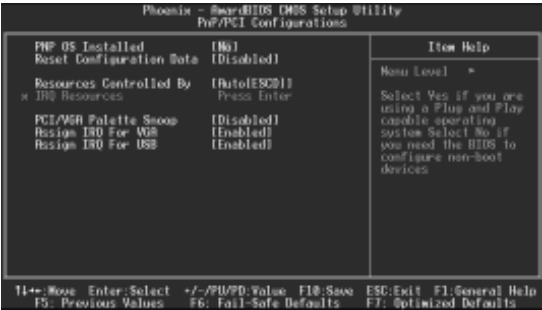 Phoenix - AwardBIOS CMOS Setup Utility
PnP/PCI Configurations
PNP OS Installed [No]
Reset Configuration Data [Disabled]
Resources Controlled By [Auto(ESCD)]
x IRQ Resources Press Enter
PCI/VGA Palette Snoop [Disabled]
Assign IRQ For VGA [Enabled]
Assign IRQ For USB [Enabled]
Item Help
Menu Level ►
Select Yes if you are
using a Plug and Play
capable operating
system Select No if
you need the BIOS to
configure non-boot
devices
↑↓→←:Move Enter:Select +/-/PU/PD:Value F10:Save ESC:Exit F1:General Help
F5: Previous Values F6: Fail-Safe Defaults F7: Optimized Defaults